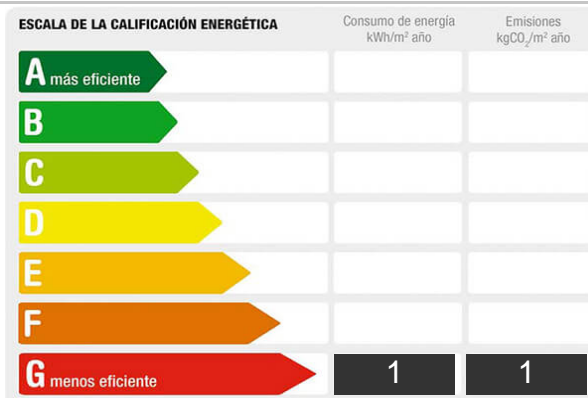 ESCALA DE LA CALIFICACIÓN ENERGÉTICA
Consumo de energía
kWh/m² año
Emisiones
kgCO₂/m² año
A más eficiente
B
C
D
E
F
G menos eficiente
1
1